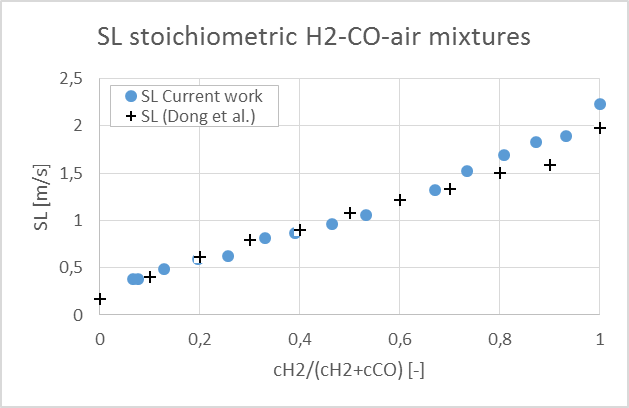 SL stoichiometric H2-CO-air mixtures
2,5
2
1,5
1
0,5
0
SL Current work
SL (Dong et al.)
SL [m/s]
0
0,2
0,4
0,6
0,8
1
cH2/(cH2+cCO) [-]